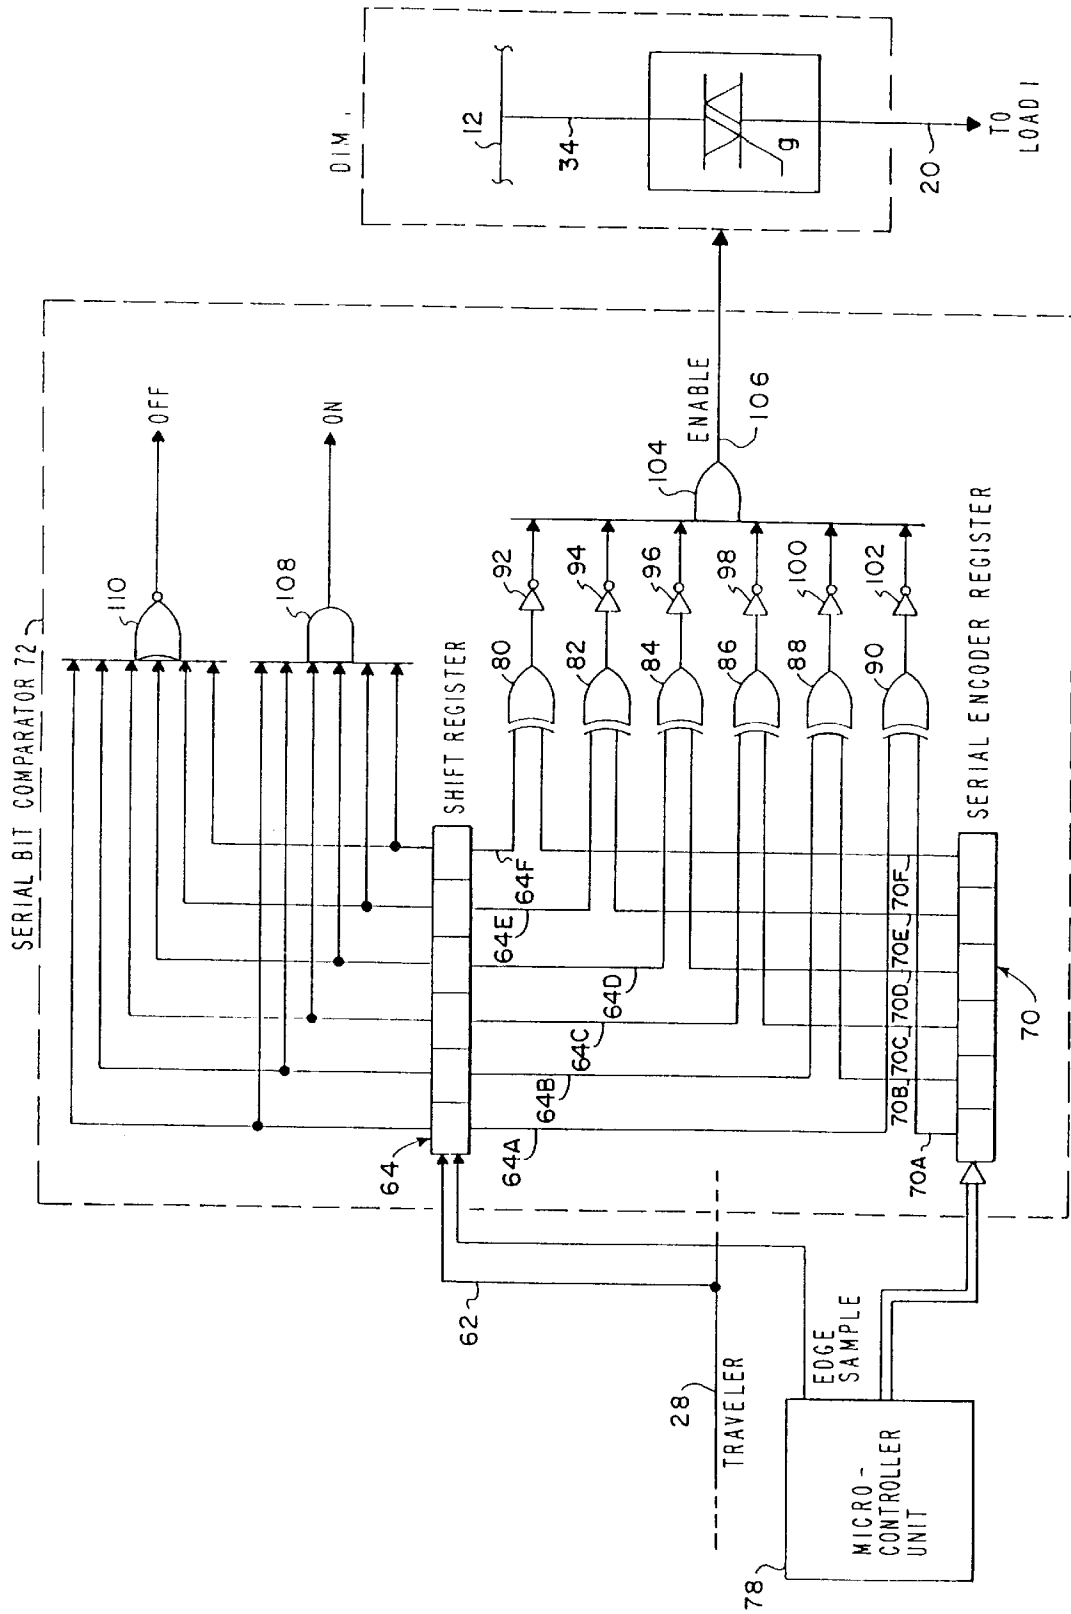 SERIAL BIT COMPARATOR 72
110
OFF
108
ON
DIM.
12
34
g
20
TO
LOAD 1
64
SHIFT REGISTER
62
64A
64B
64C
64D
64E
64F
80
82
84
86
88
90
92
94
96
98
100
102
104
ENABLE
106
28
TRAVELER
EDGE
SAMPLE
78
MICRO-
CONTROLLER
UNIT
70A
70B
70C
70D
70E
70F
70
SERIAL ENCODER REGISTER